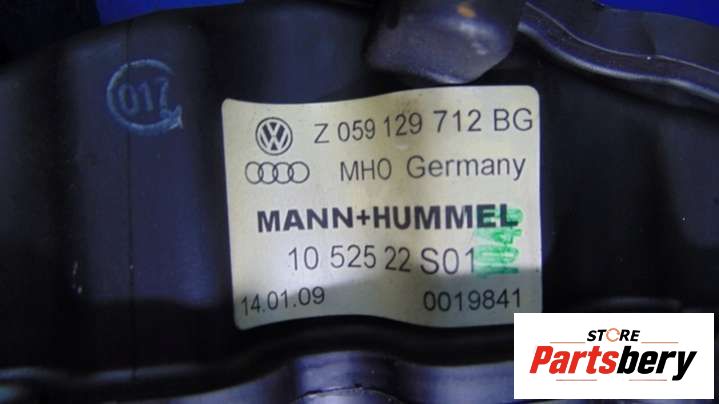 017
Z 059 129 712 BG
MHO Germany
MANN+HUMMEL
10 525 22 S01
1040
14.01.09 0019841
STORE
Partsbery